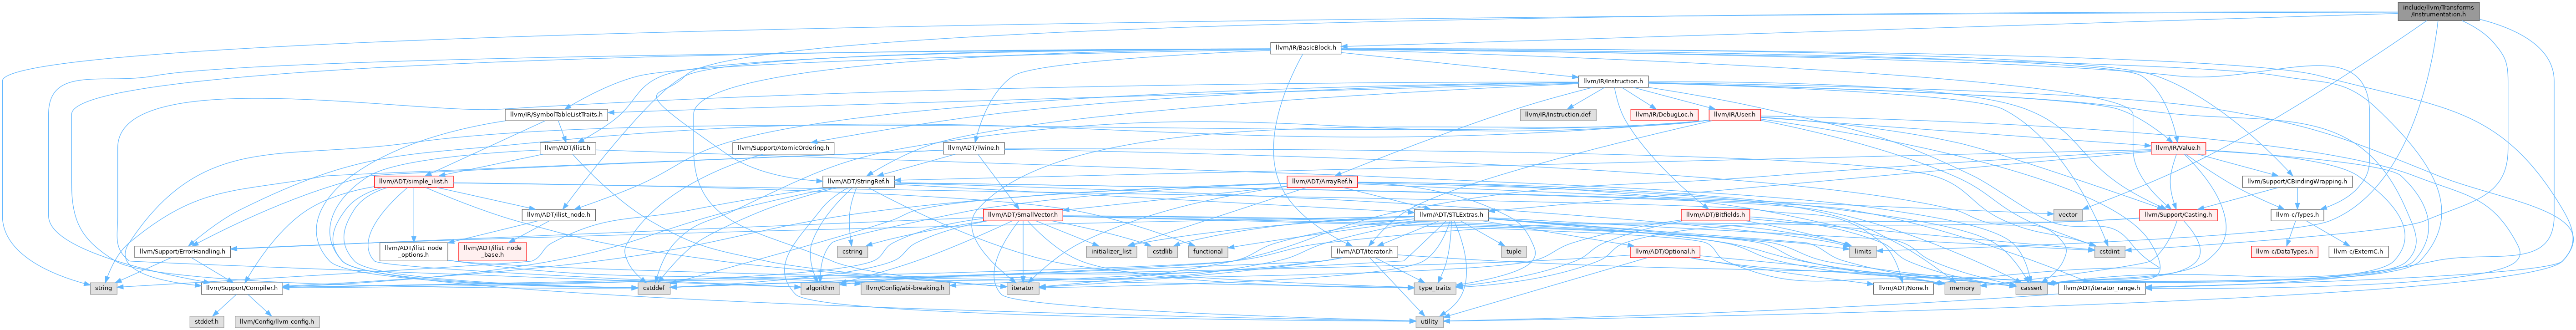 include/llvm/Transforms
/Instrumentation.h
llvm/IR/BasicBlock.h
llvm/IR/Instruction.h
llvm/IR/SymbolTableListTraits.h
llvm/IR/Instruction.def
llvm/IR/DebugLoc.h
llvm/IR/User.h
llvm/ADT/ilist.h
llvm/Support/AtomicOrdering.h
llvm/ADT/Twine.h
llvm/IR/Value.h
llvm/ADT/simple_ilist.h
llvm/ADT/StringRef.h
llvm/ADT/ArrayRef.h
llvm/Support/CBindingWrapping.h
llvm/ADT/ilist_node.h
llvm/ADT/SmallVector.h
llvm/ADT/STLExtras.h
llvm/ADT/Bitfields.h
vector
llvm/Support/Casting.h
llvm-c/Types.h
llvm/Support/ErrorHandling.h
llvm/ADT/ilist_node
_options.h
llvm/ADT/ilist_node
_base.h
cstring
initializer_list
cstdlib
functional
llvm/ADT/iterator.h
tuple
llvm/ADT/Optional.h
limits
cstdint
llvm-c/DataTypes.h
llvm-c/ExternC.h
string
llvm/Support/Compiler.h
cstddef
algorithm
llvm/Config/abi-breaking.h
iterator
type_traits
llvm/ADT/None.h
memory
cassert
llvm/ADT/iterator_range.h
stddef.h
llvm/Config/llvm-config.h
utility